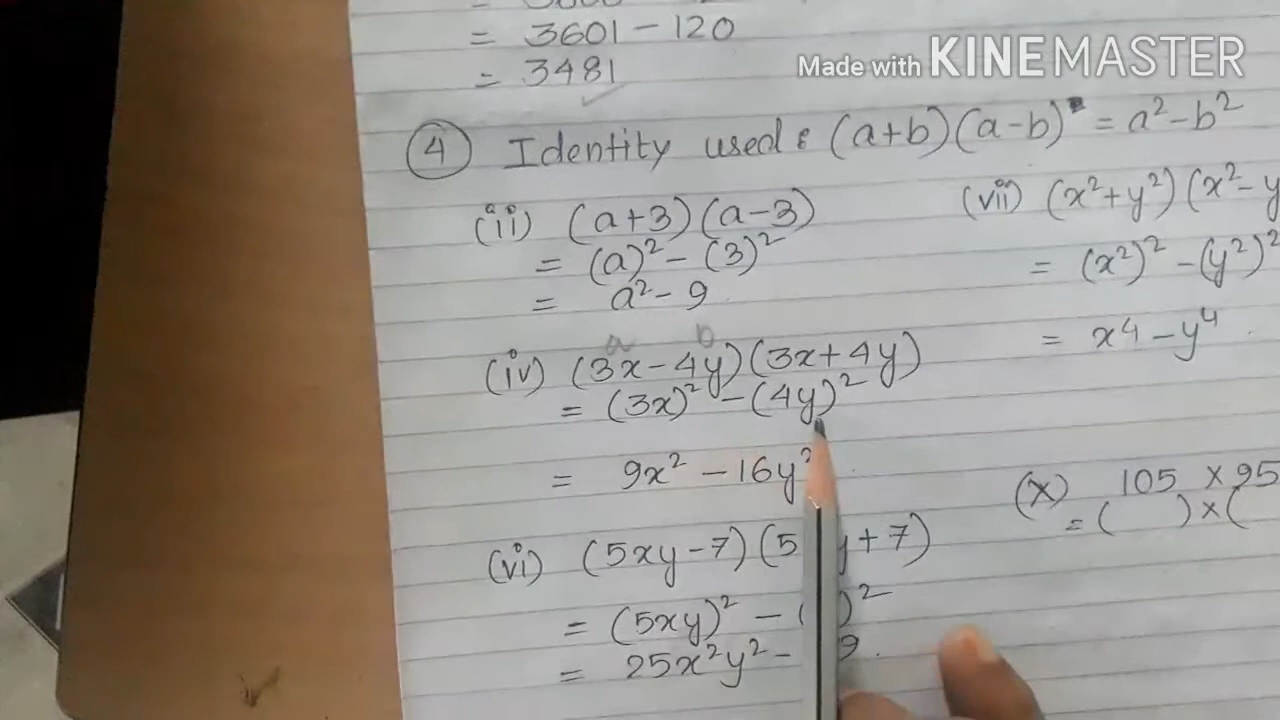 = 3601 - 120
Made with KINEMASTER
= 3481
④ Identity used : (a+b)(a-b) = a² - b²
(ii) (a+3)(a-3)
= (a)² - (3)²
= a² - 9
a b
(iv) (3x-4y)(3x+4y)
= (3x)² - (4y)²
= 9x² - 16y²
(vi) (5xy-7)(5 y+7)
= (5xy)² - ( )²
= 25x²y² - 9.
(vii) (x²+y²)(x²-y
= (x²)² - (y²)²
= x4 - y⁴.
(x) 105 × 95
= ( ) × (